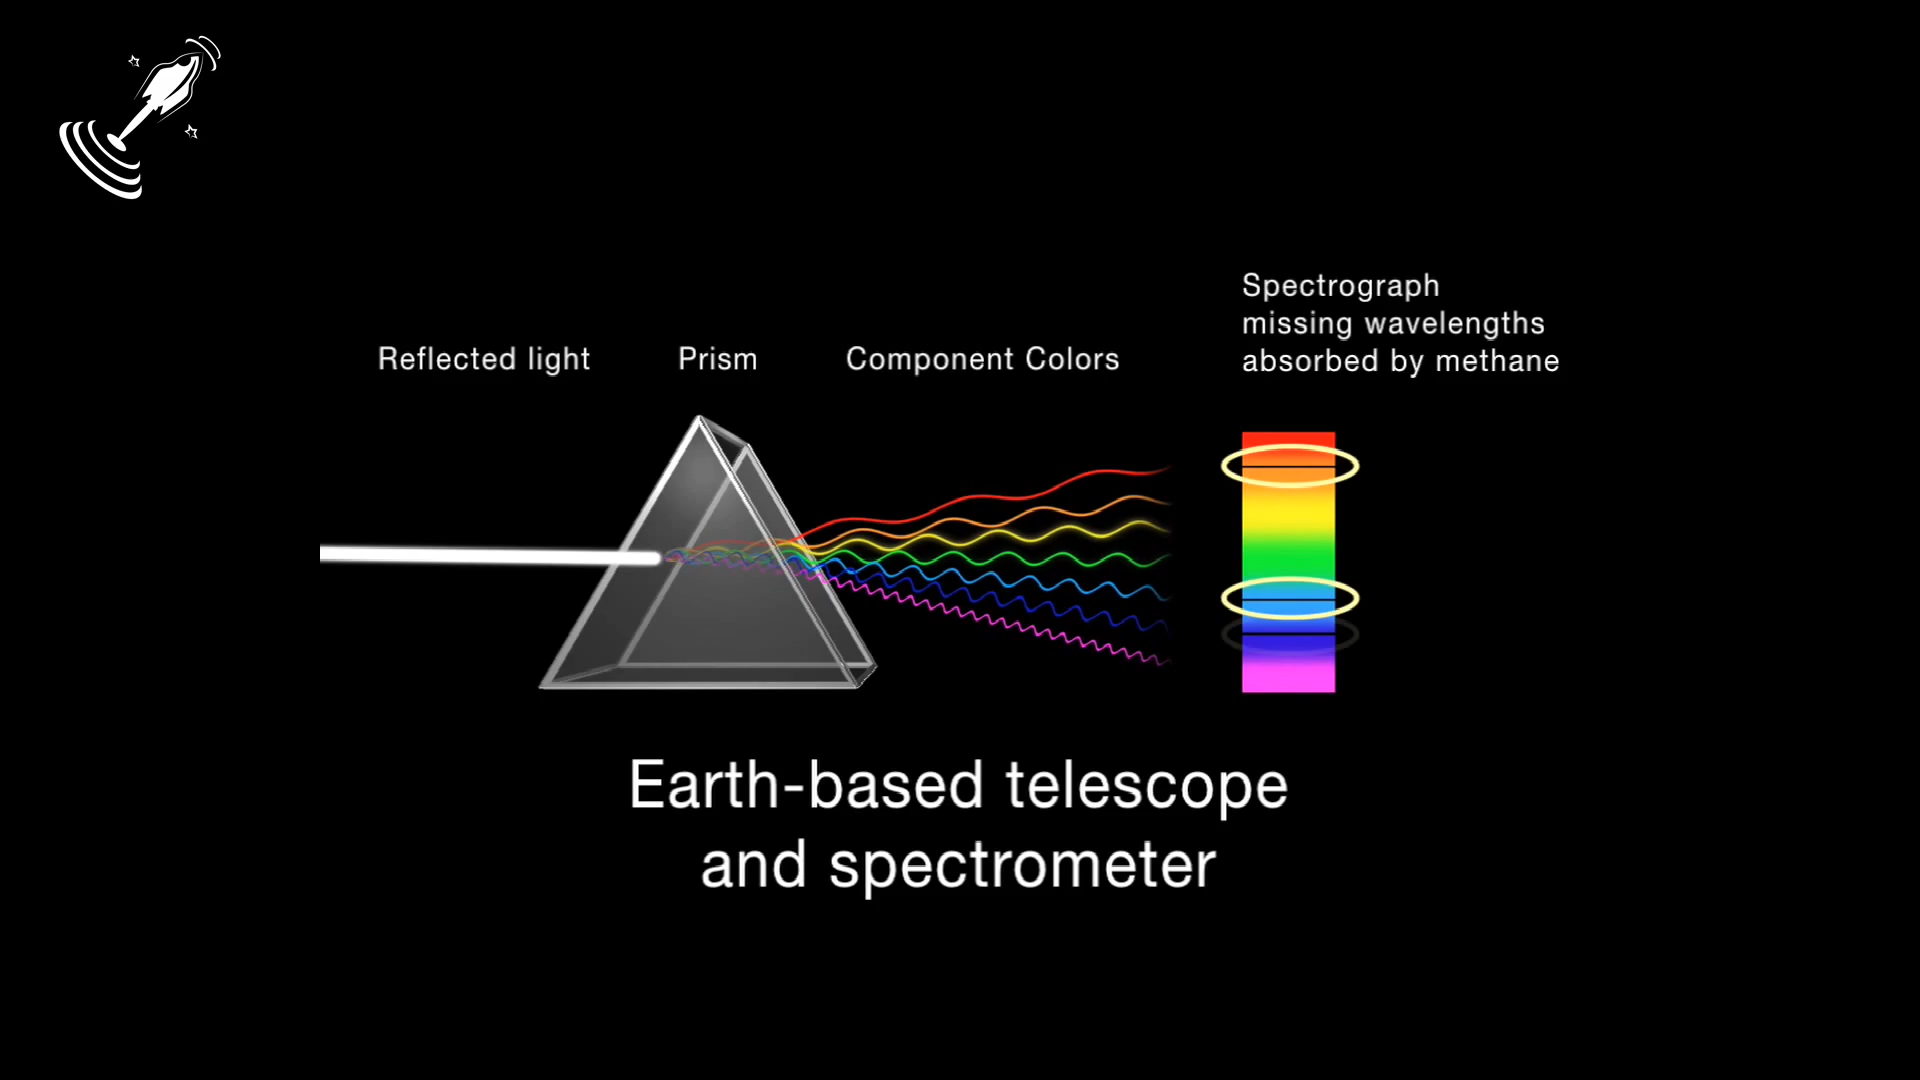 Reflected light
Prism
Component Colors
Spectrograph
missing wavelengths
absorbed by methane
Earth-based telescope
and spectrometer